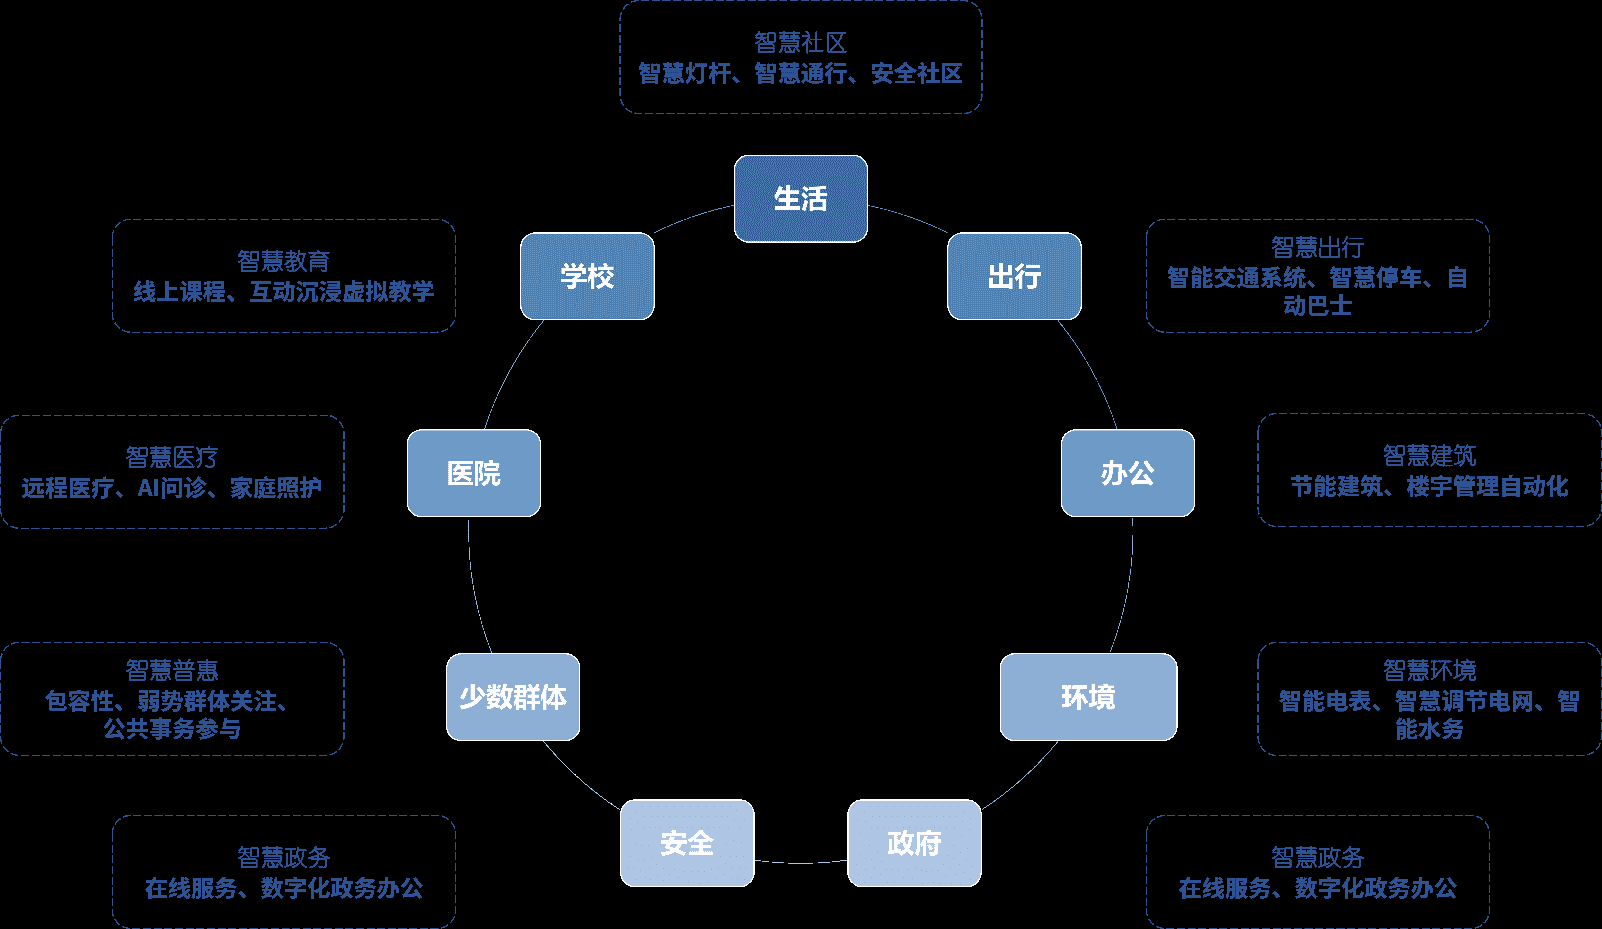 智慧社区
智慧灯杆、智慧通行、安全社区
生活
学校
出行
智慧教育
线上课程、互动沉浸虚拟教学
智慧出行
智能交通系统、智慧停车、自
动巴士
医院
办公
智慧医疗
远程医疗、AI问诊、家庭照护
智慧建筑
节能建筑、楼宇管理自动化
智慧普惠
包容性、弱势群体关注、
公共事务参与
少数群体
环境
智慧环境
智能电表、智慧调节电网、智
能水务
安全
政府
智慧政务
在线服务、数字化政务办公
智慧政务
在线服务、数字化政务办公